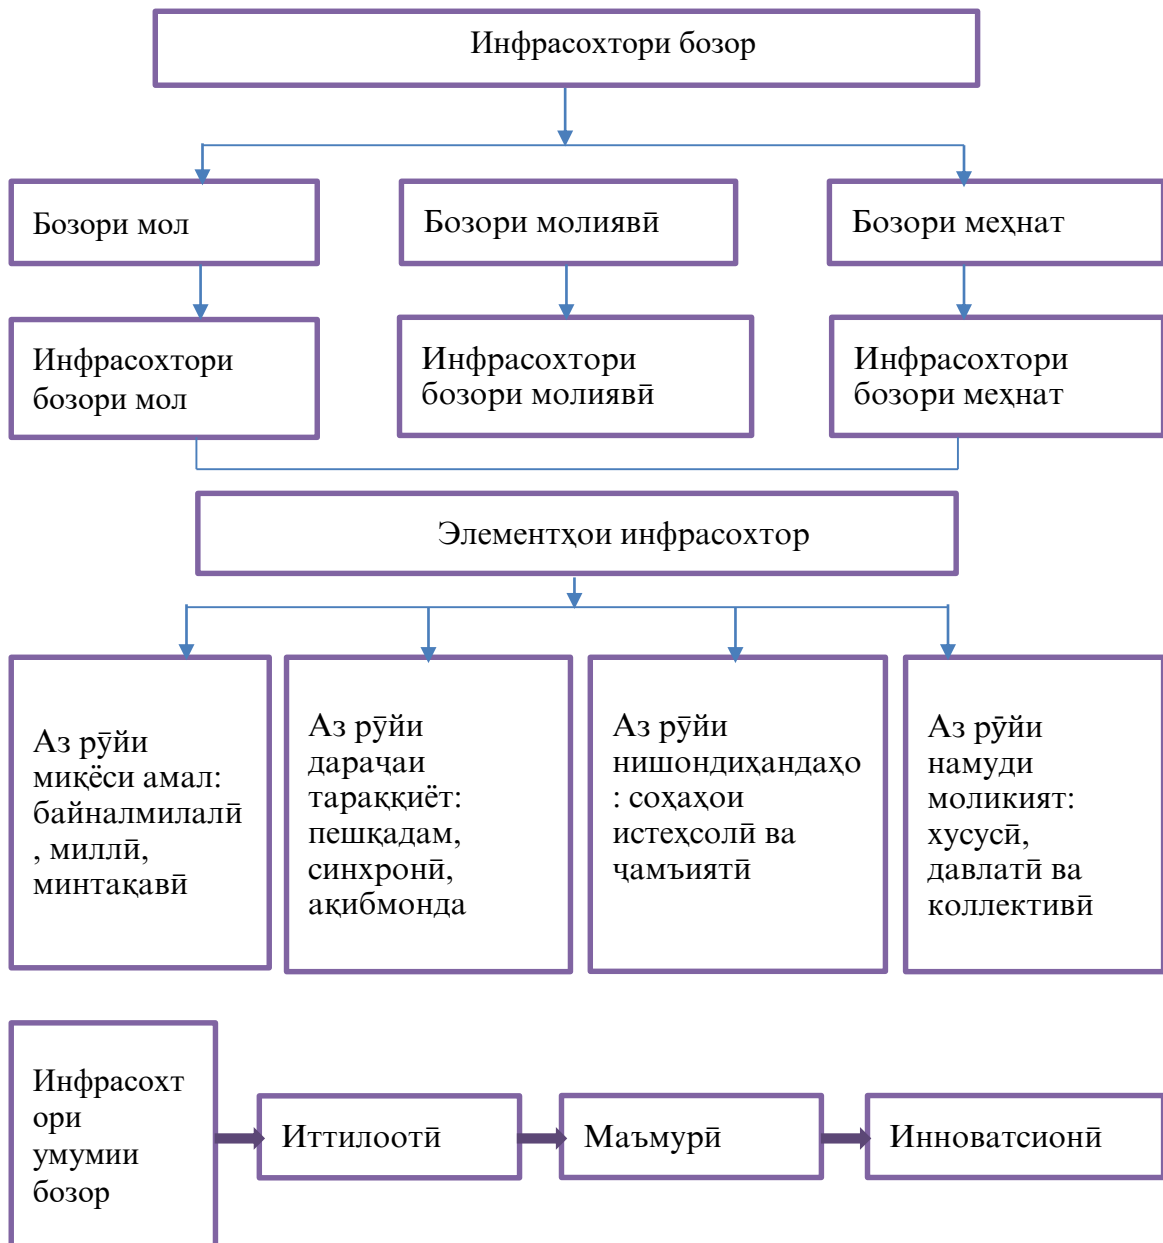 Инфрасохтори бозор
Бозори мол
Бозори молиявӣ
Бозори меҳнат
Инфрасохтори
бозори мол
Инфрасохтори
бозори молиявӣ
Инфрасохтори
бозори меҳнат
Элементҳои инфрасохтор
Аз рӯйи
миқёси амал:
байналмилалӣ
, миллӣ,
минтақавӣ
Аз рӯйи
дараҷаи
тараққиёт:
пешқадам,
синхронӣ,
ақибмонда
Аз рӯйи
нишондиҳандаҳо
: соҳаҳои
истеҳсолӣ ва
ҷамъиятӣ
Аз рӯйи
намуди
моликият:
хусусӣ,
давлатӣ ва
коллективӣ
Инфрасохт
ори
умумии
бозор
Иттилоотӣ
Маъмурӣ
Инноватсионӣ